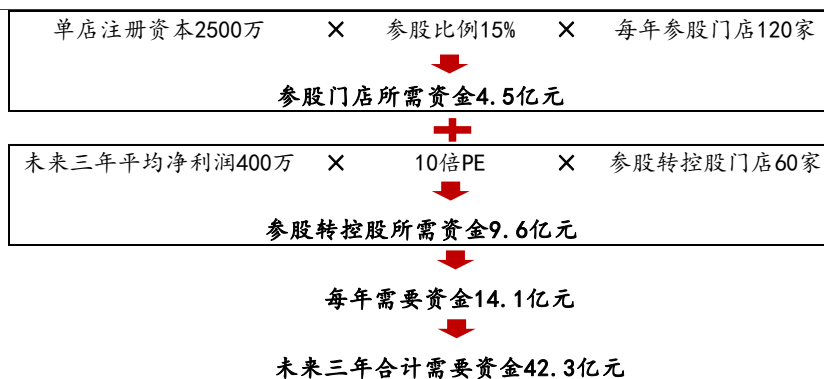 单店注册资本2500万 × 参股比例15% × 每年参股门店120家
参股门店所需资金4.5亿元
+
未来三年平均净利润400万 × 10倍PE × 参股转控股门店60家
参股转控股所需资金9.6亿元
每年需要资金14.1亿元
未来三年合计需要资金42.3亿元